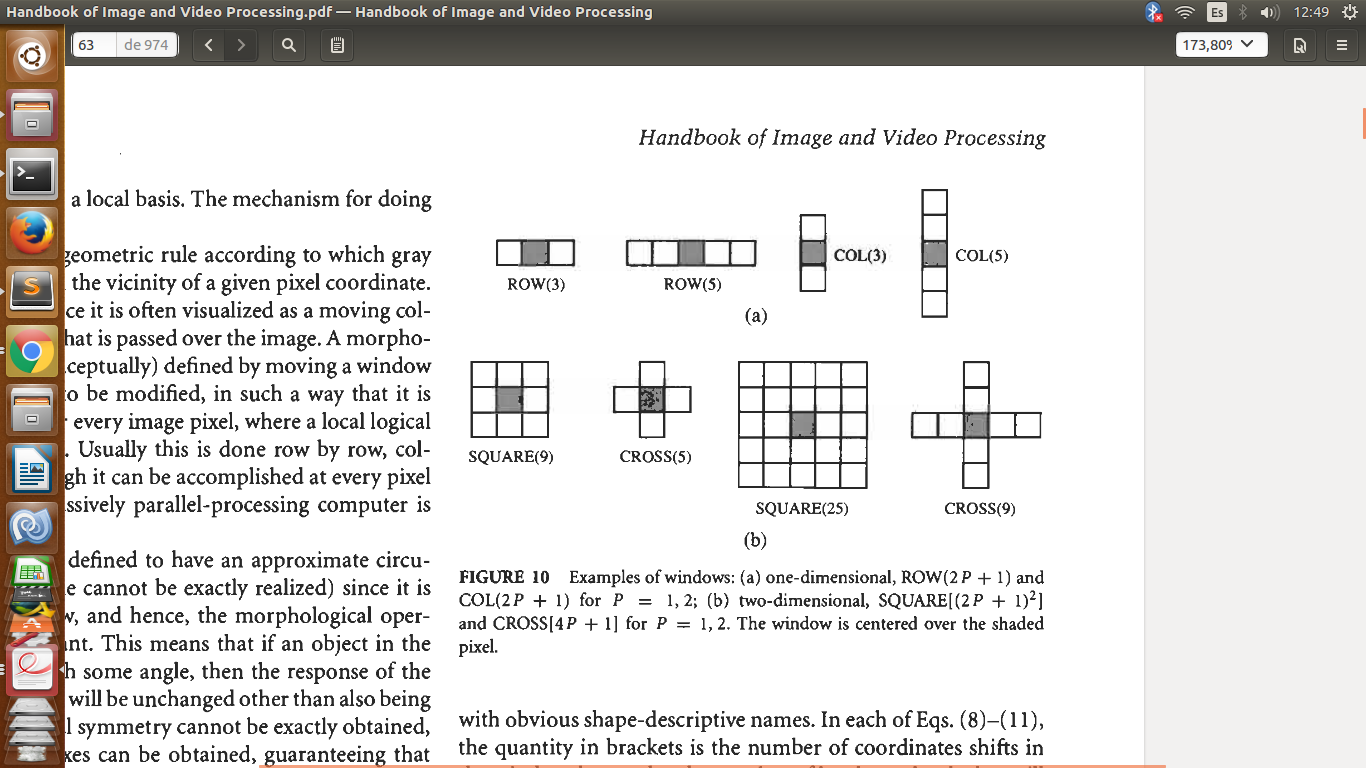 Handbook of Image and Video Processing.pdf — Handbook of Image and Video Processing
Es
12:49
63
de 974
173,80%
Handbook of Image and Video Processing
a local basis. The mechanism for doing
geometric rule according to which gray
the vicinity of a given pixel coordinate.
ce it is often visualized as a moving col-
hat is passed over the image. A morpho-
ceptually) defined by moving a window
to be modified, in such a way that it is
every image pixel, where a local logical
. Usually this is done row by row, col-
gh it can be accomplished at every pixel
ssively parallel-processing computer is
defined to have an approximate circu-
e cannot be exactly realized) since it is
w, and hence, the morphological oper-
ant. This means that if an object in the
h some angle, then the response of the
will be unchanged other than also being
l symmetry cannot be exactly obtained,
xes can be obtained, guaranteeing that
ROW(3)
ROW(5)
COL(3)
COL(5)
(a)
SQUARE(9)
CROSS(5)
SQUARE(25)
CROSS(9)
(b)
FIGURE 10 Examples of windows: (a) one-dimensional, ROW(2P + 1) and
COL(2P + 1) for P = 1, 2; (b) two-dimensional, SQUARE[(2P + 1)²]
and CROSS[4P + 1] for P = 1, 2. The window is centered over the shaded
pixel.
with obvious shape-descriptive names. In each of Eqs. (8)–(11),
the quantity in brackets is the number of coordinates shifts in